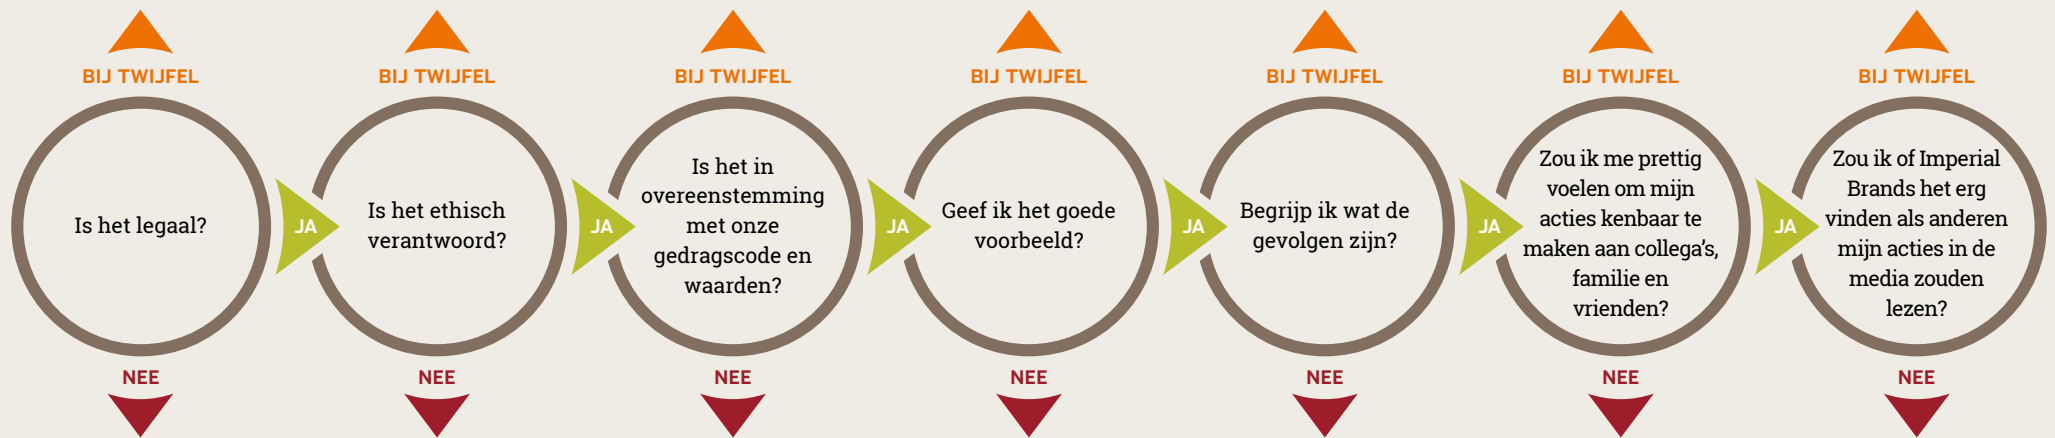 BIJ TWIJFEL
BIJ TWIJFEL
BIJ TWIJFEL
BIJ TWIJFEL
BIJ TWIJFEL
BIJ TWIJFEL
BIJ TWIJFEL
Is het legaal?
JA
Is het ethisch
verantwoord?
JA
Is het in
overeenstemming
met onze
gedragscode en
waarden?
JA
Geef ik het goede
voorbeeld?
JA
Begrijp ik wat de
gevolgen zijn?
JA
Zou ik me prettig
voelen om mijn
acties kenbaar te
maken aan collega’s,
familie en
vrienden?
JA
Zou ik of Imperial
Brands het erg
vinden als anderen
mijn acties in de
media zouden
lezen?
NEE
NEE
NEE
NEE
NEE
NEE
NEE